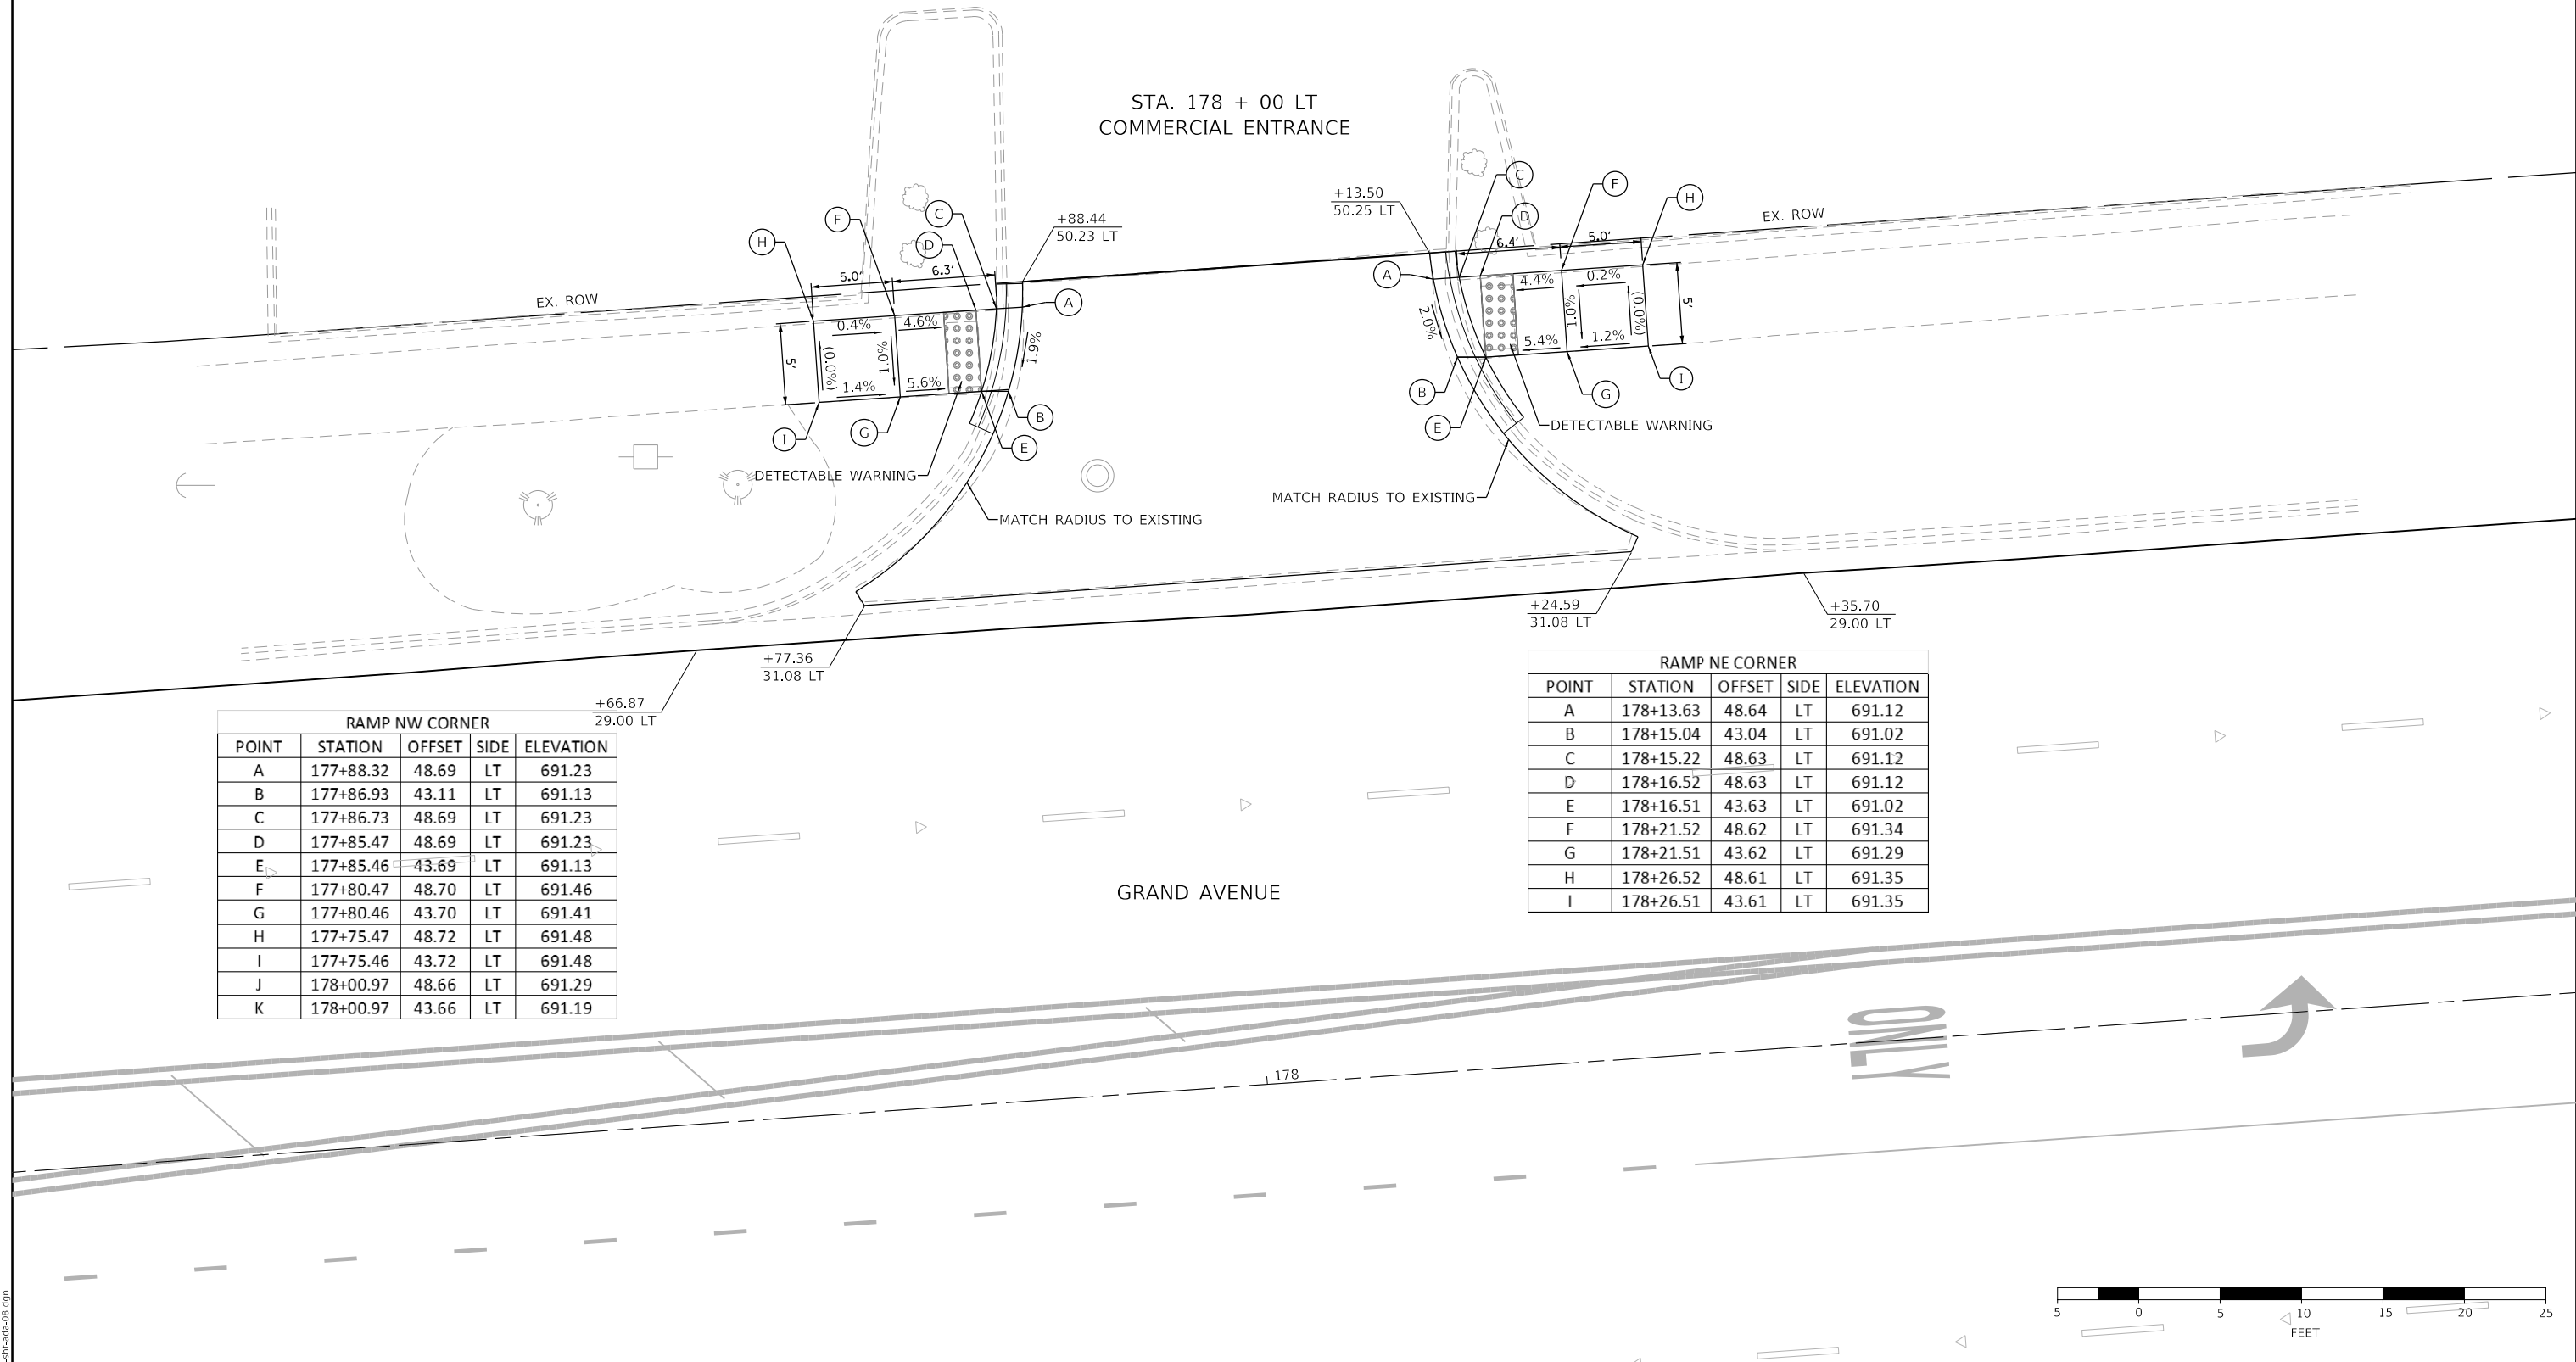 STA. 178 + 00 LT
COMMERCIAL ENTRANCE
+13.50
50.25 LT
+88.44
50.23 LT
EX. ROW
EX. ROW
H
F
C
D
A
B
E
G
I
5.0'
6.3'
5'
0.4%
4.6%
(0.0%)
1.0%
1.4%
5.6%
1.9%
DETECTABLE WARNING
MATCH RADIUS TO EXISTING
C
D
F
H
A
B
E
G
I
6.4'
5.0'
5'
4.4%
0.2%
2.0%
1.0%
(0.0%)
5.4%
1.2%
DETECTABLE WARNING
MATCH RADIUS TO EXISTING
+24.59
31.08 LT
+35.70
29.00 LT
+77.36
31.08 LT
+66.87
29.00 LT
RAMP NW CORNER
POINT STATION OFFSET SIDE ELEVATION
A 177+88.32 48.69 LT 691.23
B 177+86.93 43.11 LT 691.13
C 177+86.73 48.69 LT 691.23
D 177+85.47 48.69 LT 691.23
E 177+85.46 43.69 LT 691.13
F 177+80.47 48.70 LT 691.46
G 177+80.46 43.70 LT 691.41
H 177+75.47 48.72 LT 691.48
I 177+75.46 43.72 LT 691.48
J 178+00.97 48.66 LT 691.29
K 178+00.97 43.66 LT 691.19
RAMP NE CORNER
POINT STATION OFFSET SIDE ELEVATION
A 178+13.63 48.64 LT 691.12
B 178+15.04 43.04 LT 691.02
C 178+15.22 48.63 LT 691.12
D 178+16.52 48.63 LT 691.12
E 178+16.51 43.63 LT 691.02
F 178+21.52 48.62 LT 691.34
G 178+21.51 43.62 LT 691.29
H 178+26.52 48.61 LT 691.35
I 178+26.51 43.61 LT 691.35
GRAND AVENUE
178
ONLY
5 0 5 10 15 20 25
FEET
-sht-ada-08.dgn